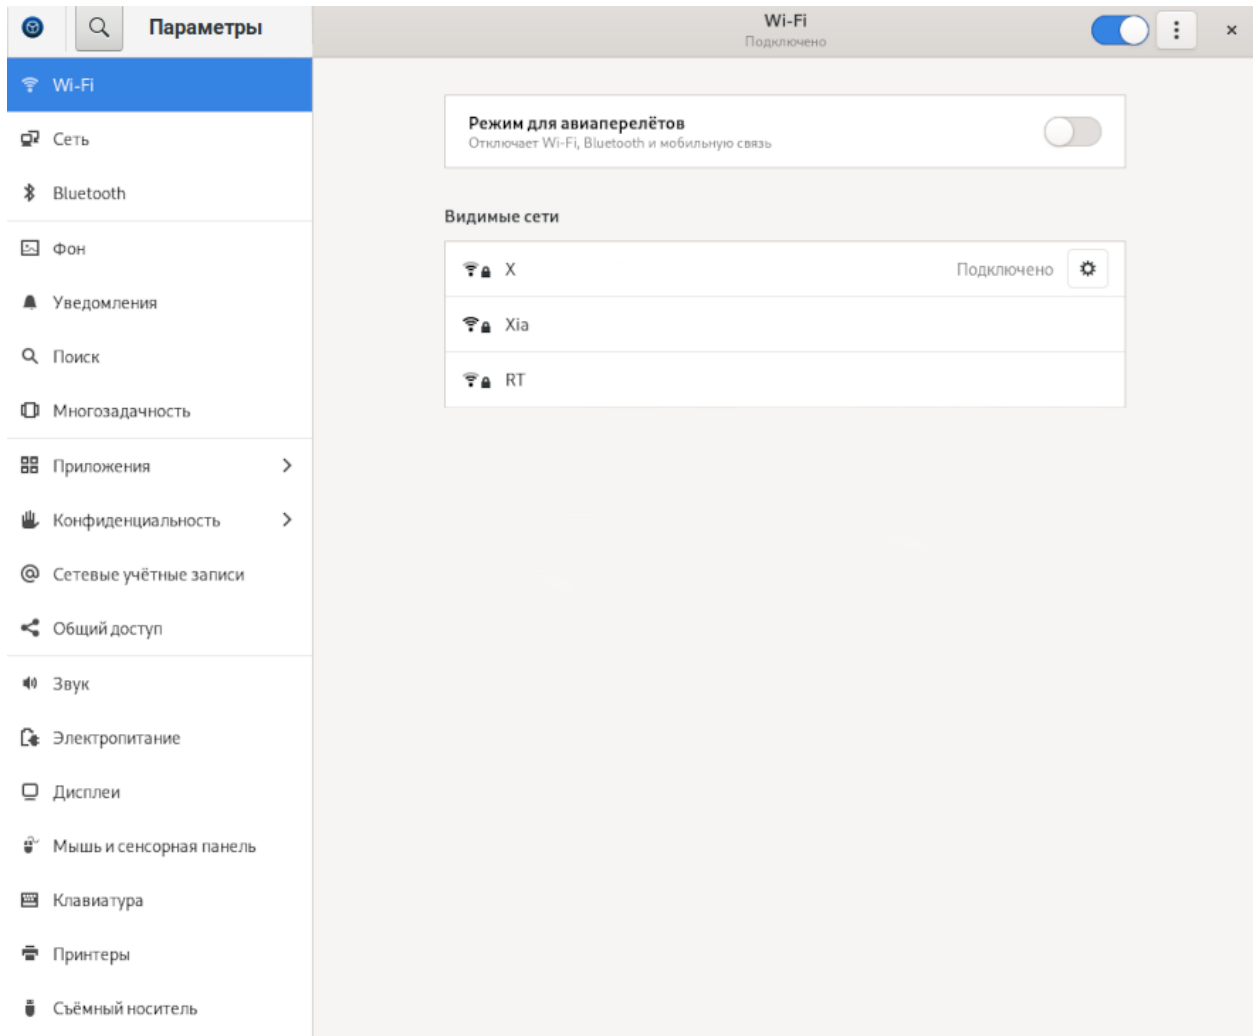 Параметры
Wi-Fi
Подключено
Wi-Fi
Сеть
Bluetooth
Фон
Уведомления
Поиск
Многозадачность
Приложения
Конфиденциальность
Сетевые учётные записи
Общий доступ
Звук
Электропитание
Дисплеи
Мышь и сенсорная панель
Клавиатура
Принтеры
Съёмный носитель
Режим для авиаперелётов
Отключает Wi-Fi, Bluetooth и мобильную связь
Видимые сети
X Подключено
Xia
RT